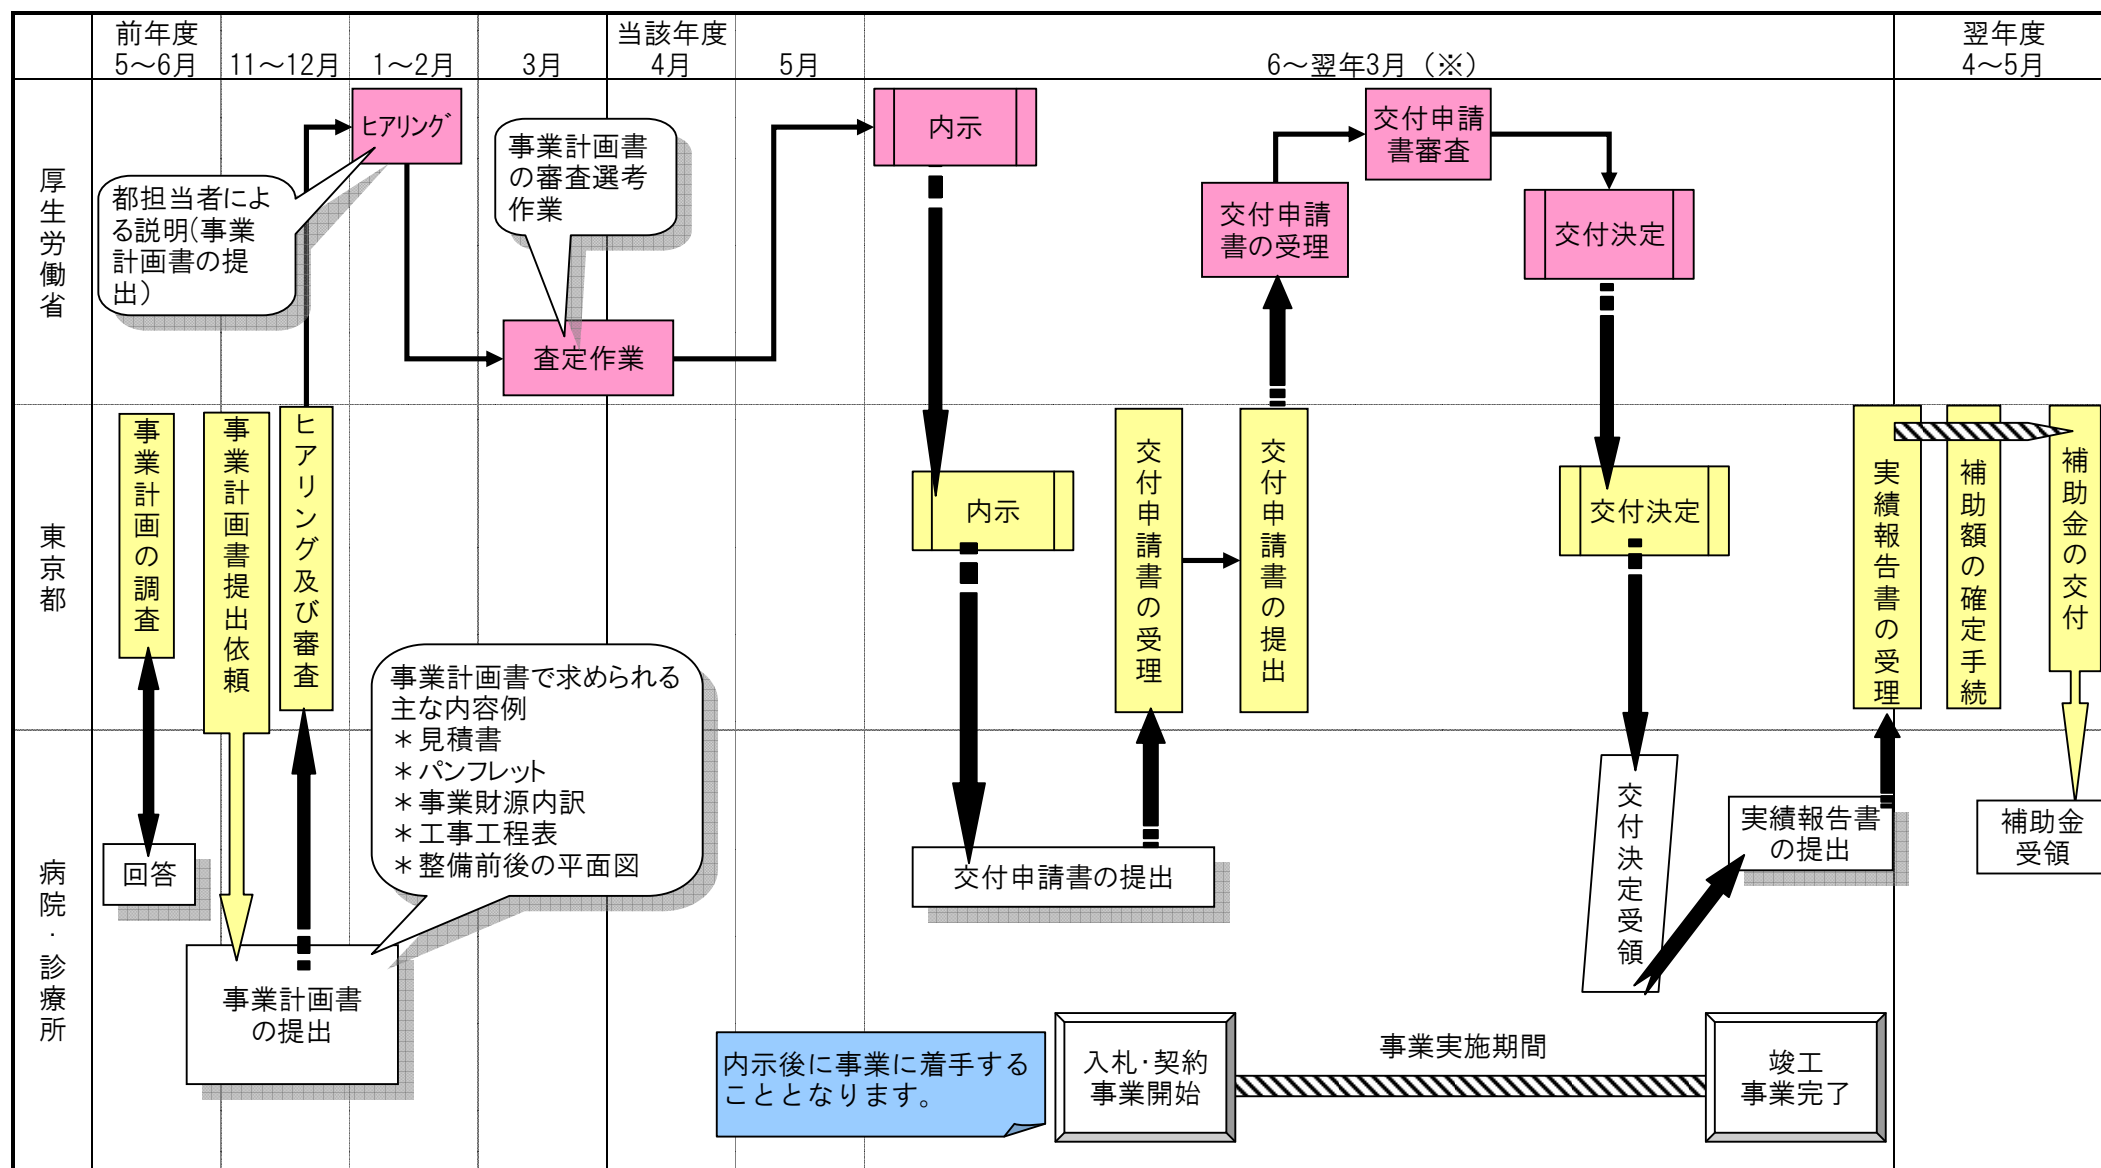 前年度
5～6月
11～12月
1～2月
3月
当該年度
4月
5月
6～翌年3月（※）
翌年度
4～5月
厚生労働省
ﾋｱﾘﾝｸﾞ
都担当者によ
る説明(事業
計画書の提
出）
事業計画書
の審査選考
作業
査定作業
内示
交付申請
書の受理
交付申請
書審査
交付決定
東京都
事業計画の調査
事業計画書提出依頼
ヒアリング及び審査
内示
交付申請書の受理
交付申請書の提出
交付決定
実績報告書の受理
補助額の確定手続
補助金の交付
病院・診療所
回答
事業計画書
の提出
事業計画書で求められる
主な内容例
＊見積書
＊パンフレット
＊事業財源内訳
＊工事工程表
＊整備前後の平面図
交付申請書の提出
交付決定受領
実績報告書
の提出
補助金
受領
内示後に事業に着手する
こととなります。
入札・契約
事業開始
事業実施期間
竣工
事業完了